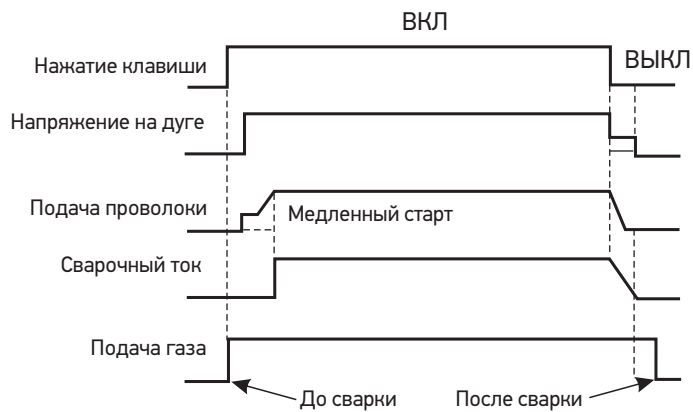 ВКЛ
ВЫКЛ
Нажатие клавиши
Напряжение на дуге
Подача проволоки
Медленный старт
Сварочный ток
Подача газа
До сварки
После сварки